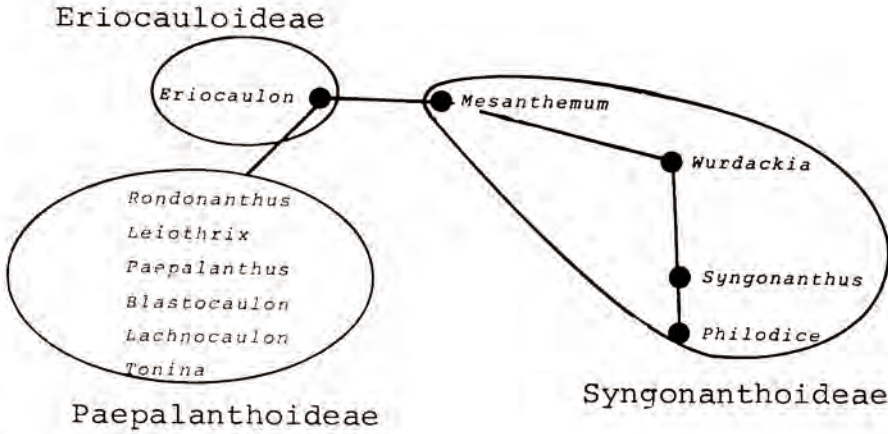 Eriocauloideae
Eriocaulon
Mesanthemum
Wurdackia
Syngonanthus
Philodice
Syngonanthoideae
Rondonanthus
Leiothrix
Paepalanthus
Blastocaulon
Lachnocaulon
Tonina
Paepalanthoideae